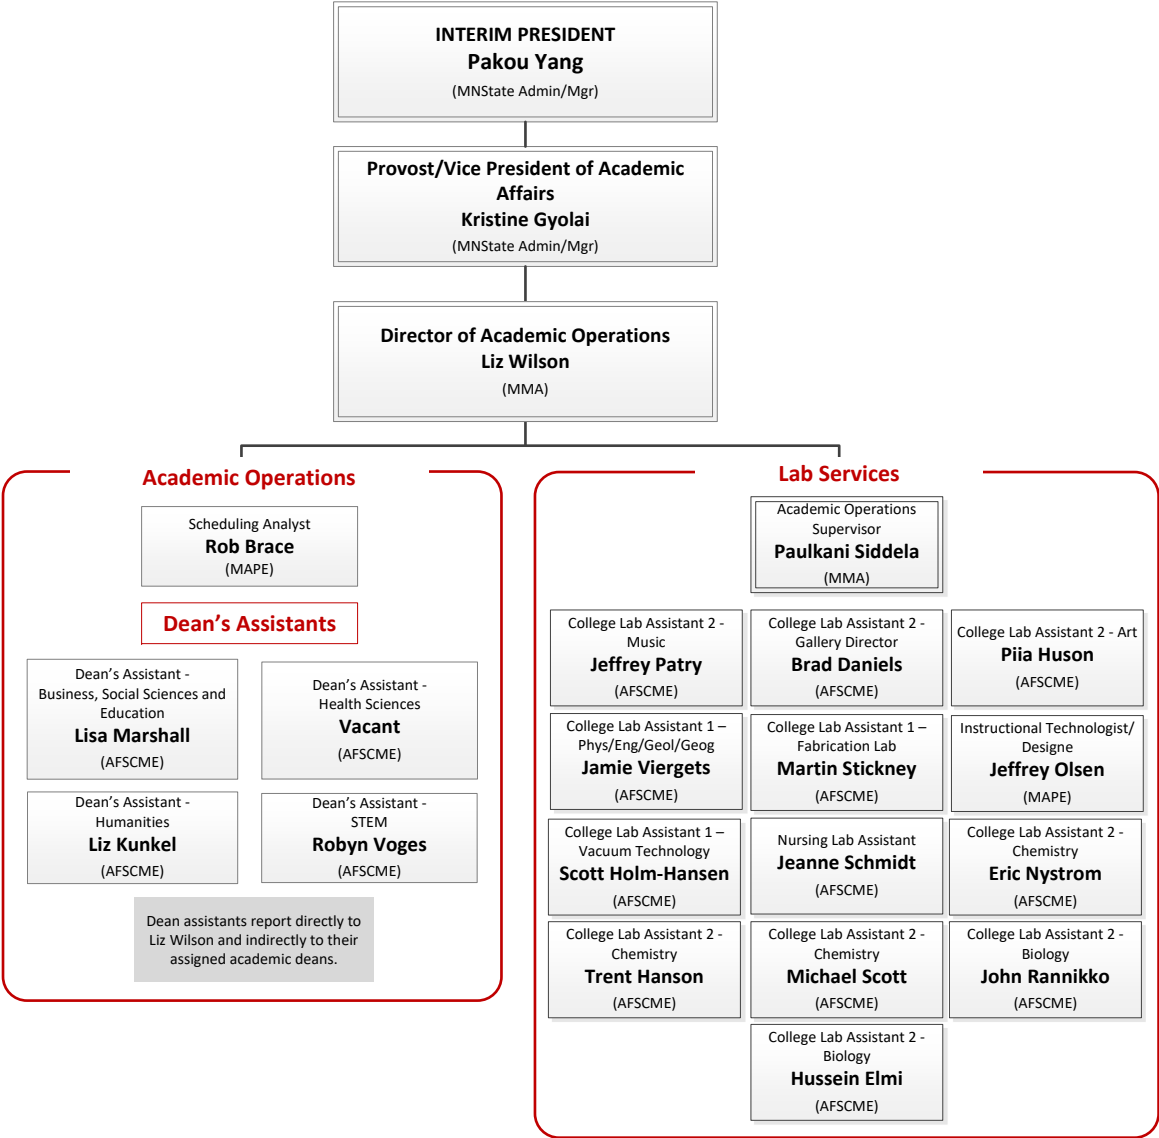 INTERIM PRESIDENT
Pakou Yang
(MNState Admin/Mgr)
Provost/Vice President of Academic
Affairs
Kristine Gyolai
(MNState Admin/Mgr)
Director of Academic Operations
Liz Wilson
(MMA)
Academic Operations
Scheduling Analyst
Rob Brace
(MAPE)
Dean's Assistants
Dean's Assistant -
Business, Social Sciences and
Education
Lisa Marshall
(AFSCME)
Dean's Assistant -
Health Sciences
Vacant
(AFSCME)
Dean's Assistant -
Humanities
Liz Kunkel
(AFSCME)
Dean's Assistant -
STEM
Robyn Voges
(AFSCME)
Dean assistants report directly to
Liz Wilson and indirectly to their
assigned academic deans.
Lab Services
Academic Operations
Supervisor
Paulkani Siddela
(MMA)
College Lab Assistant 2 -
Music
Jeffrey Patry
(AFSCME)
College Lab Assistant 2 -
Gallery Director
Brad Daniels
(AFSCME)
College Lab Assistant 2 - Art
Piia Huson
(AFSCME)
College Lab Assistant 1 –
Phys/Eng/Geol/Geog
Jamie Viergets
(AFSCME)
College Lab Assistant 1 –
Fabrication Lab
Martin Stickney
(AFSCME)
Instructional Technologist/
Designe
Jeffrey Olsen
(MAPE)
College Lab Assistant 1 –
Vacuum Technology
Scott Holm-Hansen
(AFSCME)
Nursing Lab Assistant
Jeanne Schmidt
(AFSCME)
College Lab Assistant 2 -
Chemistry
Eric Nystrom
(AFSCME)
College Lab Assistant 2 -
Chemistry
Trent Hanson
(AFSCME)
College Lab Assistant 2 -
Chemistry
Michael Scott
(AFSCME)
College Lab Assistant 2 -
Biology
John Rannikko
(AFSCME)
College Lab Assistant 2 -
Biology
Hussein Elmi
(AFSCME)